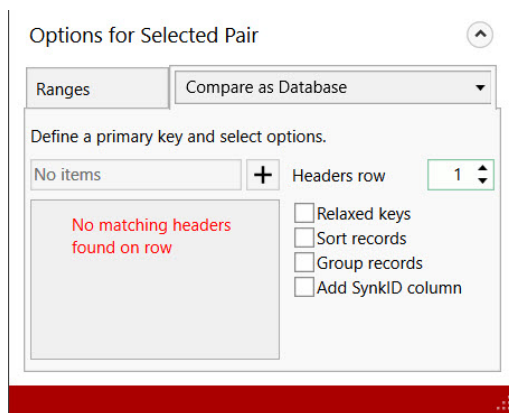 Options for Selected Pair
Ranges
Compare as Database
Define a primary key and select options.
No items
Headers row 1
No matching headers
found on row
Relaxed keys
Sort records
Group records
Add SynkID column